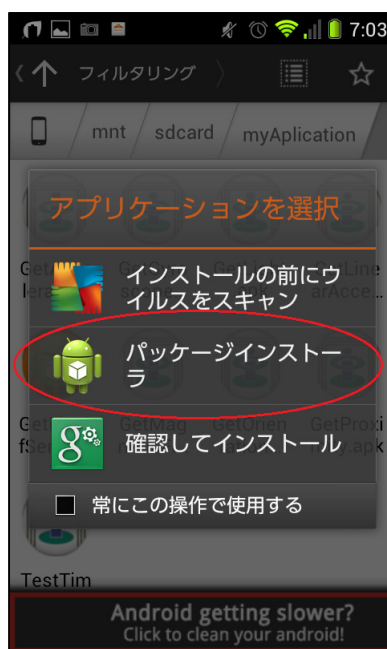 7:03
フィルタリング
mnt
sdcard
myAplication
アプリケーションを選択
インストールの前にウ
イルスをスキャン
パッケージインストー
ラ
確認してインストール
常にこの操作で使用する
TestTim
Android getting slower?
Click to clean your android!